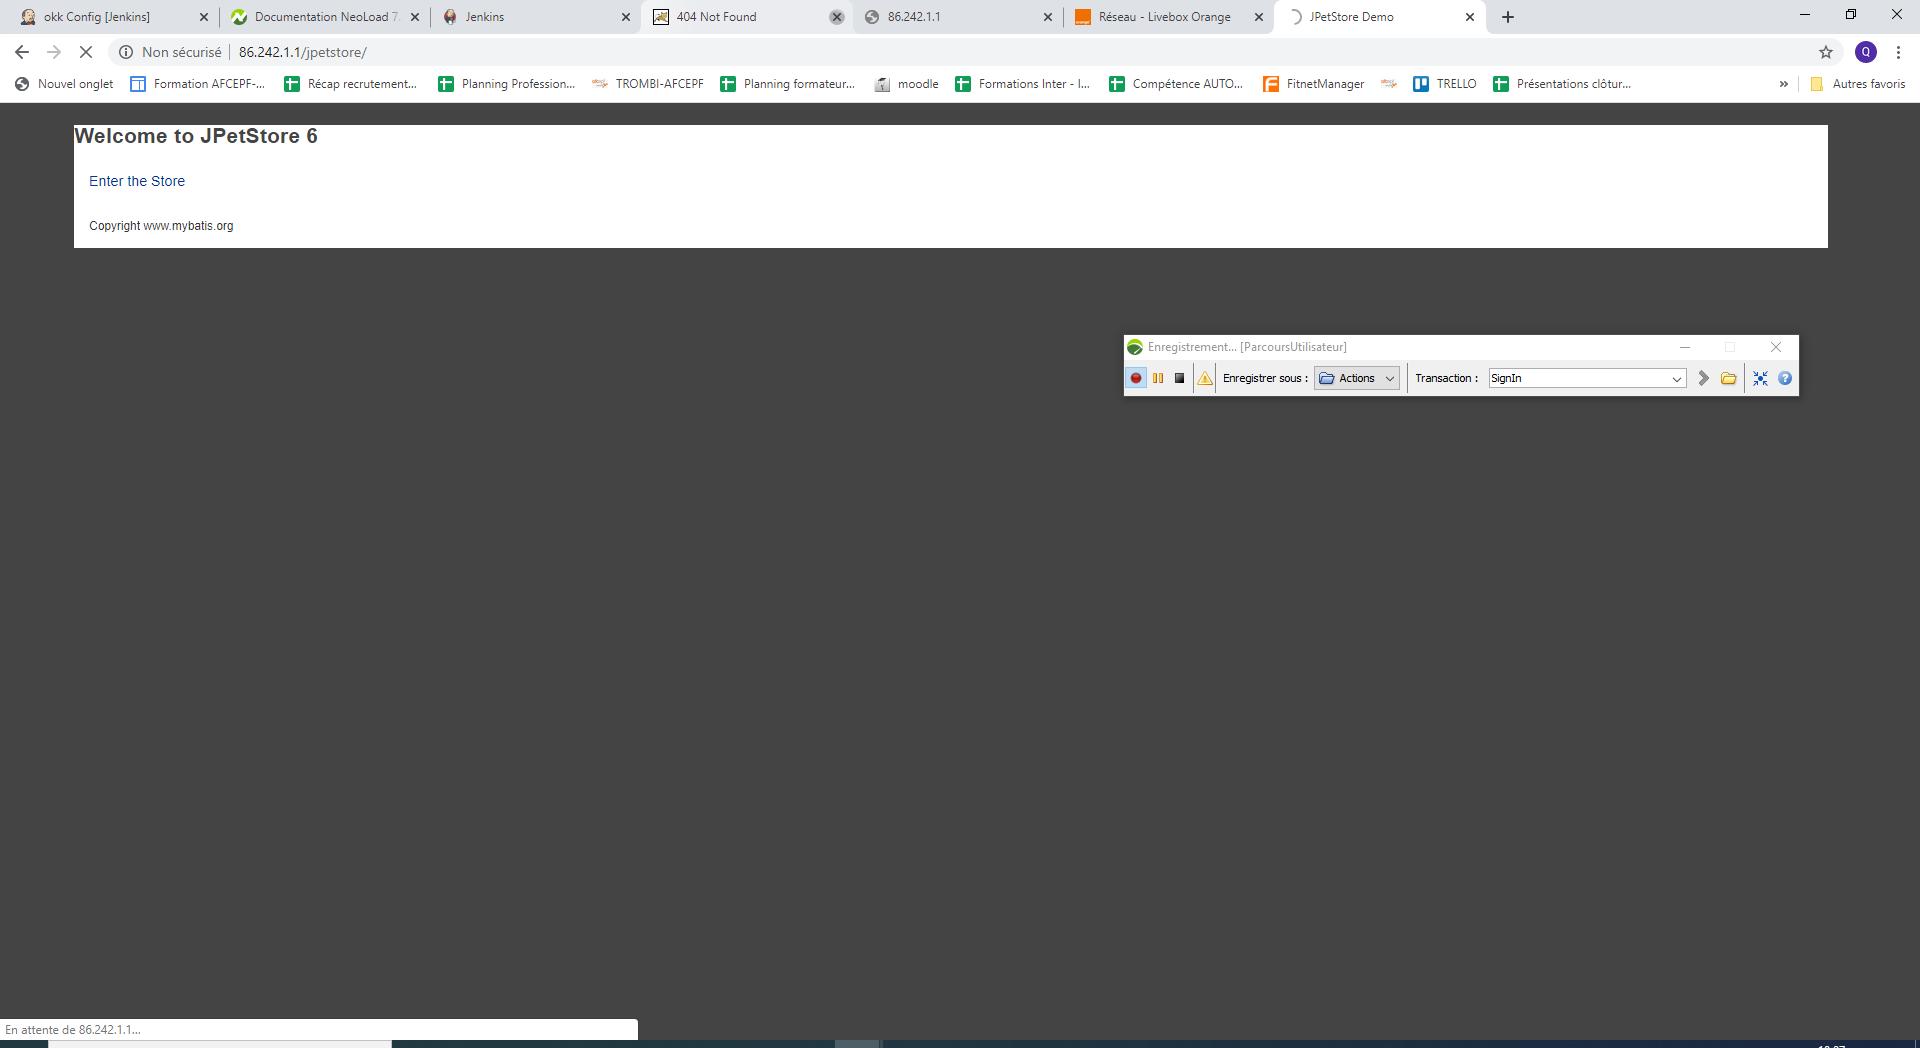 okk Config [Jenkins]
Documentation NeoLoad 7.
Jenkins
404 Not Found
86.242.1.1
Réseau - Livebox Orange
JPetStore Demo
Non sécurisé
86.242.1.1/jpetstore/
Q
Nouvel onglet
Formation AFCEPF-...
Récap recrutement...
Planning Profession...
TROMBI-AFCEPF
Planning formateur...
moodle
Formations Inter - I...
Compétence AUTO...
FitnetManager
TRELLO
Présentations clôtur...
»
Autres favoris
Welcome to JPetStore 6
Enter the Store
Copyright www.mybatis.org
Enregistrement... [ParcoursUtilisateur]
Enregistrer sous :
Actions
Transaction :
SignIn
En attente de 86.242.1.1...